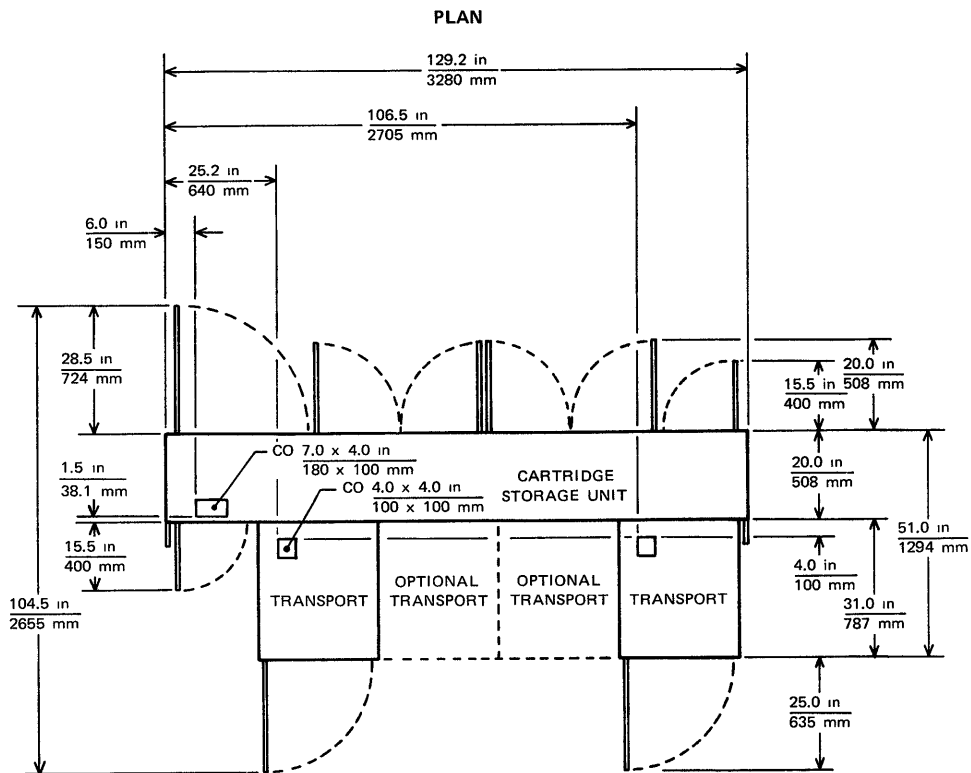 PLAN
129.2 in
3280 mm
106.5 in
2705 mm
25.2 in
640 mm
6.0 in
150 mm
28.5 in
724 mm
20.0 in
508 mm
15.5 in
400 mm
CO 7.0 x 4.0 in
180 x 100 mm
CO 4.0 x 4.0 in
100 x 100 mm
CARTRIDGE
STORAGE UNIT
1.5 in
38.1 mm
20.0 in
508 mm
51.0 in
1294 mm
15.5 in
400 mm
4.0 in
100 mm
TRANSPORT
OPTIONAL
TRANSPORT
OPTIONAL
TRANSPORT
TRANSPORT
104.5 in
2655 mm
31.0 in
787 mm
25.0 in
635 mm